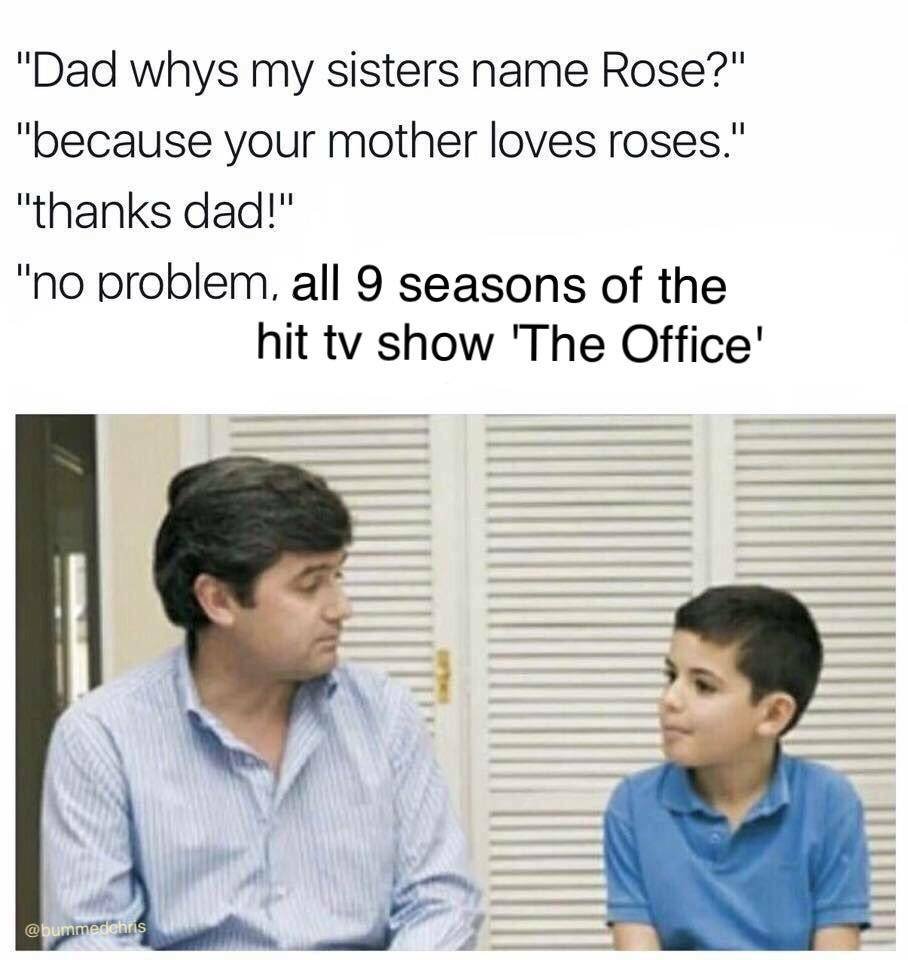 "Dad whys my sisters name Rose?"
"because your mother loves roses."
"thanks dad!"
"no problem, all 9 seasons of the
hit tv show 'The Office'
@bummedchris